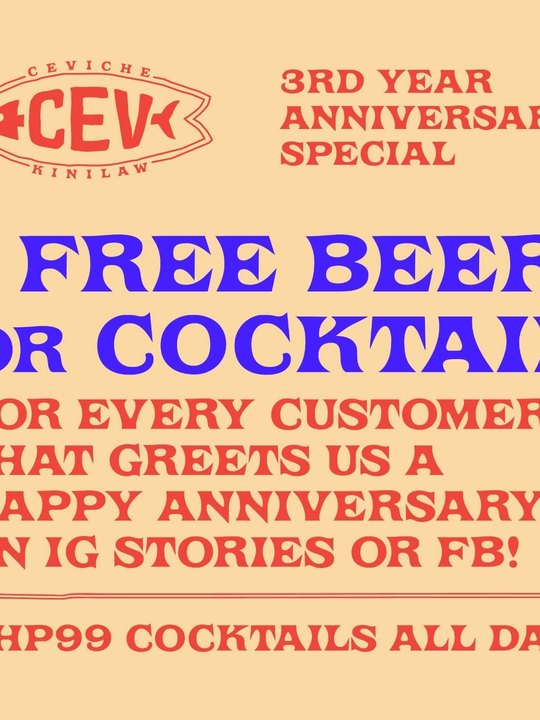 CEVICHE
CEV
KINILAW
3RD YEAR
ANNIVERSAR
SPECIAL
FREE BEER
OR COCKTAIL
OR EVERY CUSTOMER
HAT GREETS US A
APPY ANNIVERSARY
N IG STORIES OR FB!
HP99 COCKTAILS ALL DA